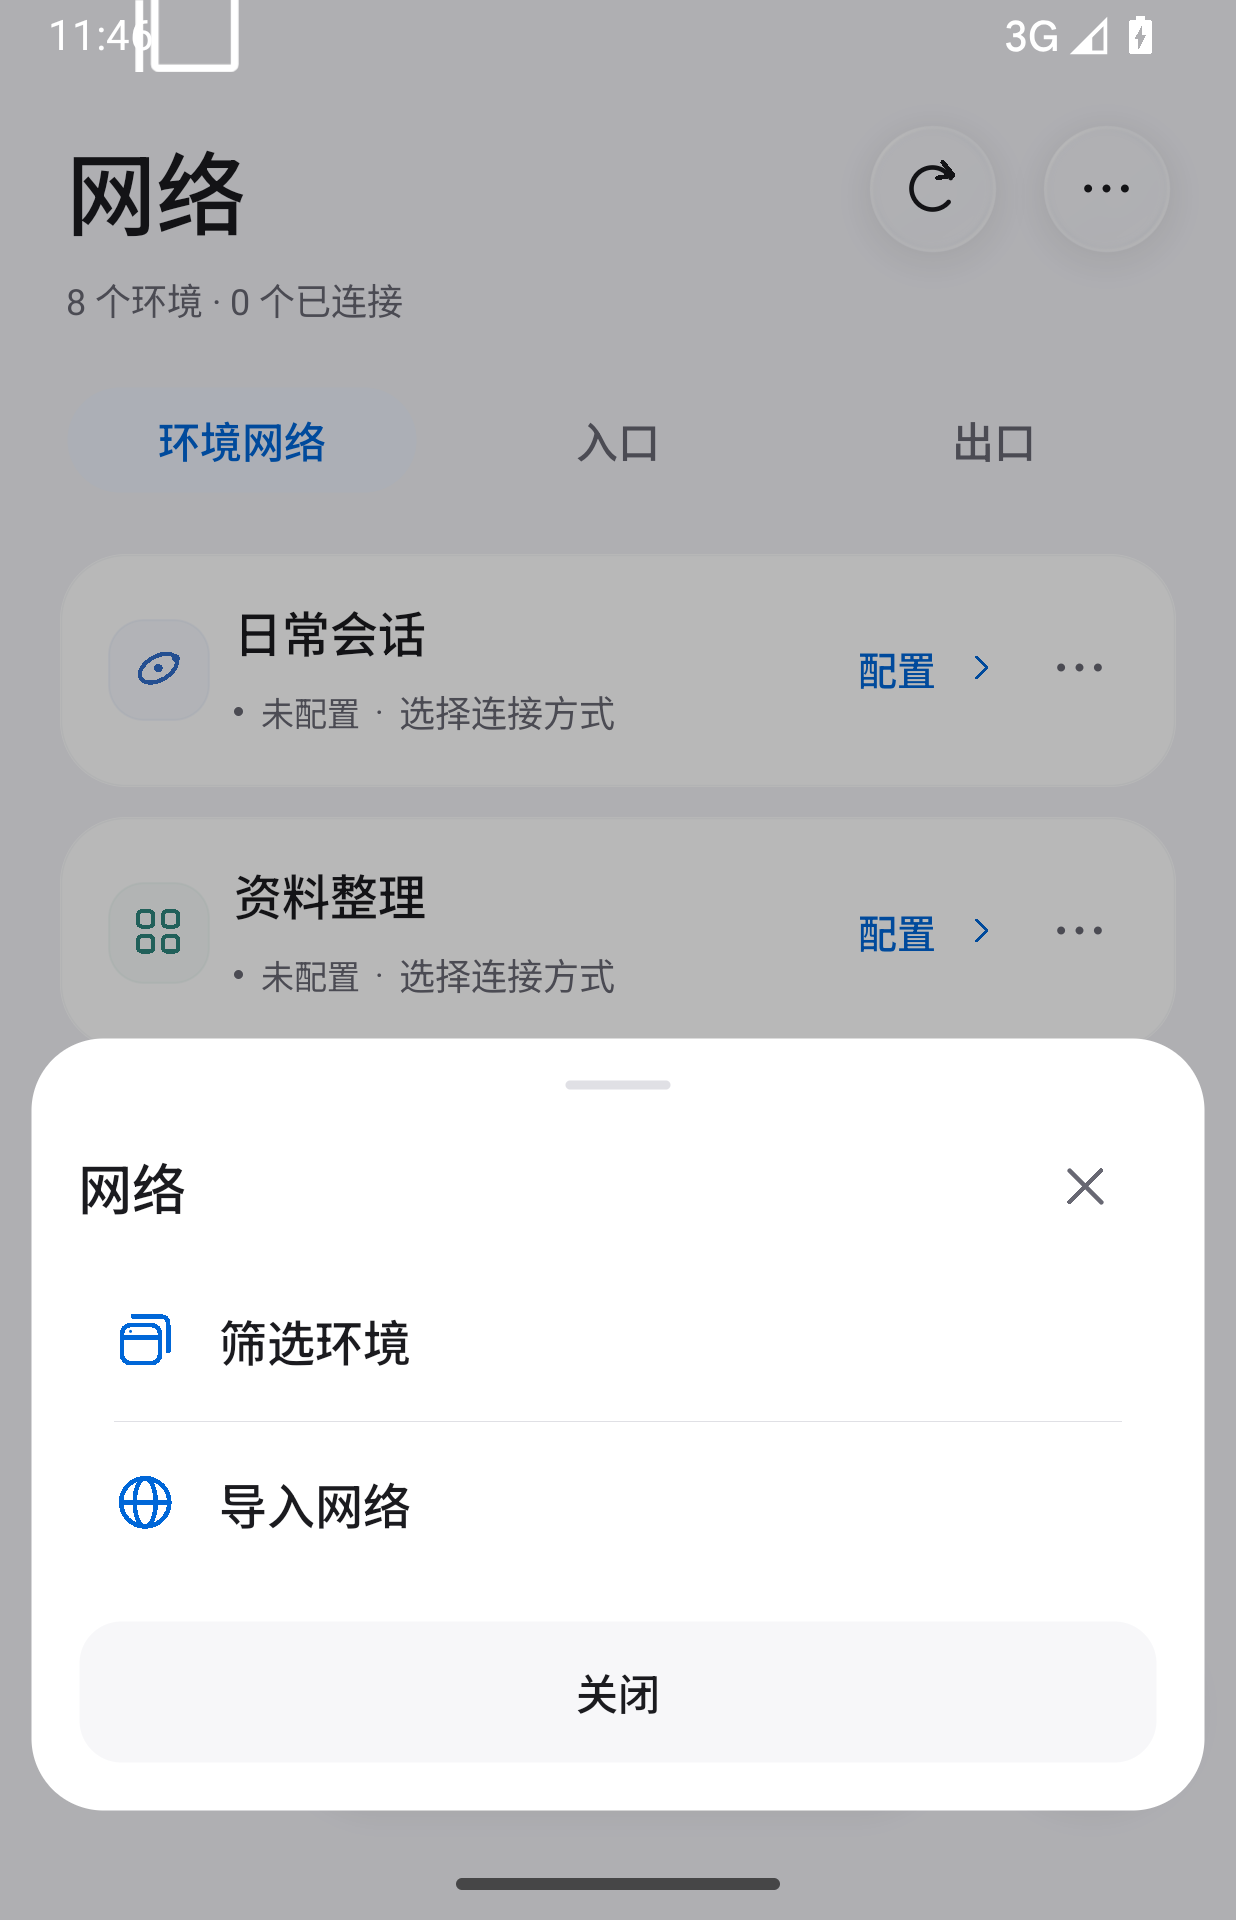 11:46
3G
网络
8 个环境 · 0 个已连接
环境网络
入口
出口
日常会话
• 未配置 · 选择连接方式
配置
资料整理
• 未配置 · 选择连接方式
配置
网络
筛选环境
导入网络
关闭